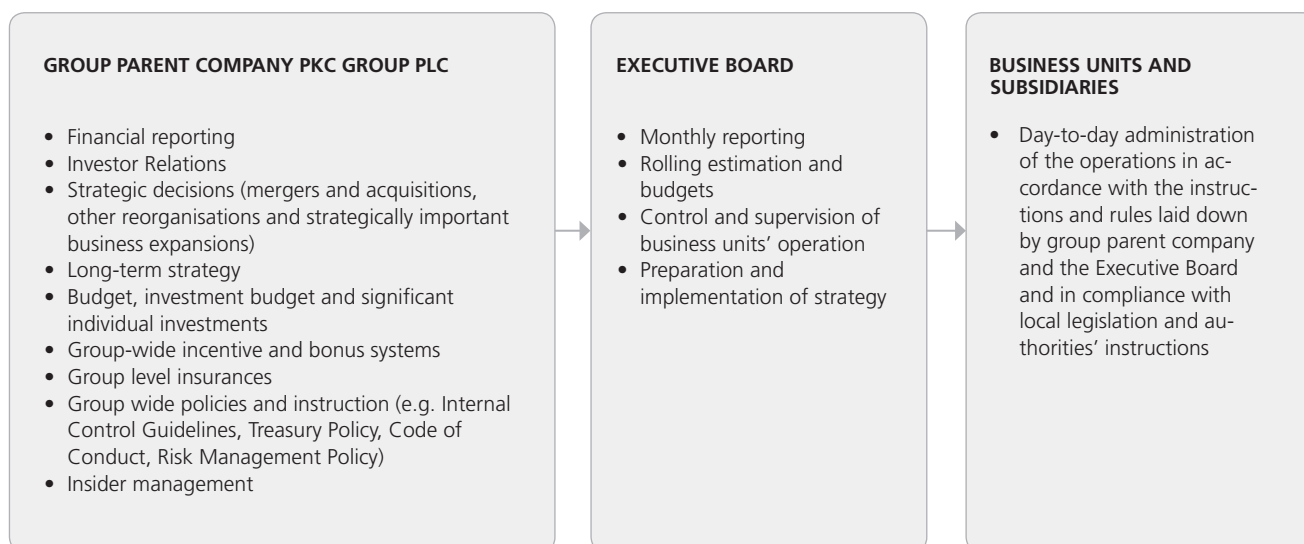 GROUP PARENT COMPANY PKC GROUP PLC
• Financial reporting
• Investor Relations
• Strategic decisions (mergers and acquisitions,
other reorganisations and strategically important
business expansions)
• Long-term strategy
• Budget, investment budget and significant
individual investments
• Group-wide incentive and bonus systems
• Group level insurances
• Group wide policies and instruction (e.g. Internal
Control Guidelines, Treasury Policy, Code of
Conduct, Risk Management Policy)
• Insider management
EXECUTIVE BOARD
• Monthly reporting
• Rolling estimation and
budgets
• Control and supervision of
business units’ operation
• Preparation and
implementation of strategy
BUSINESS UNITS AND
SUBSIDIARIES
• Day-to-day administration
of the operations in ac-
cordance with the instruc-
tions and rules laid down
by group parent company
and the Executive Board
and in compliance with
local legislation and au-
thorities’ instructions